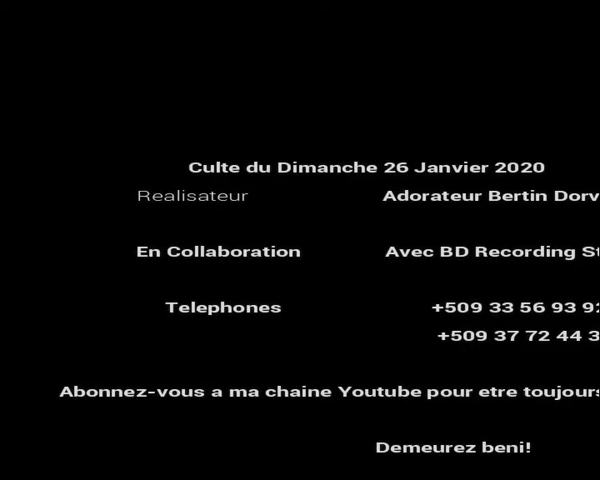 Culte du Dimanche 26 Janvier 2020
Realisateur Adorateur Bertin
En Collaboration Avec BD Recording
Telephones +509 33 56 93
+509 37 72 44
Abonnez-vous a ma chaine Youtube pour etre toujours
Demeurez beni!